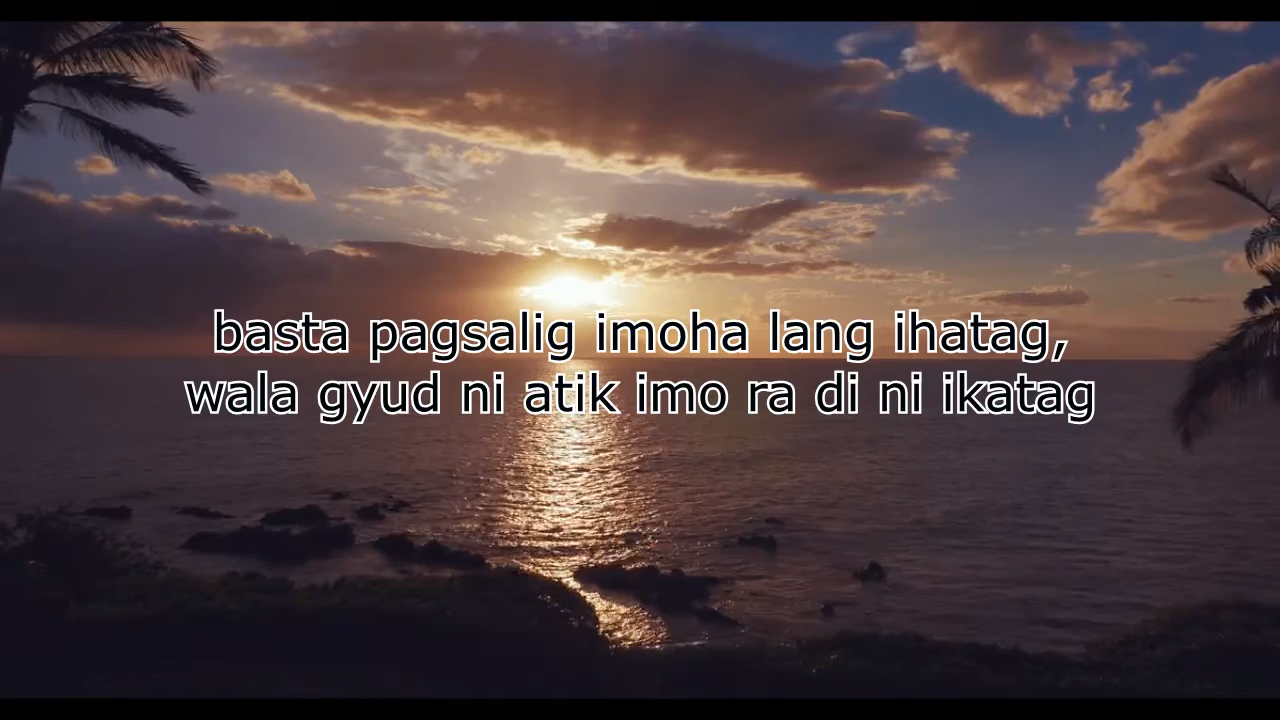 basta pagsalig imoha lang ihatag,
wala gyud ni atik imo ra di ni ikatag